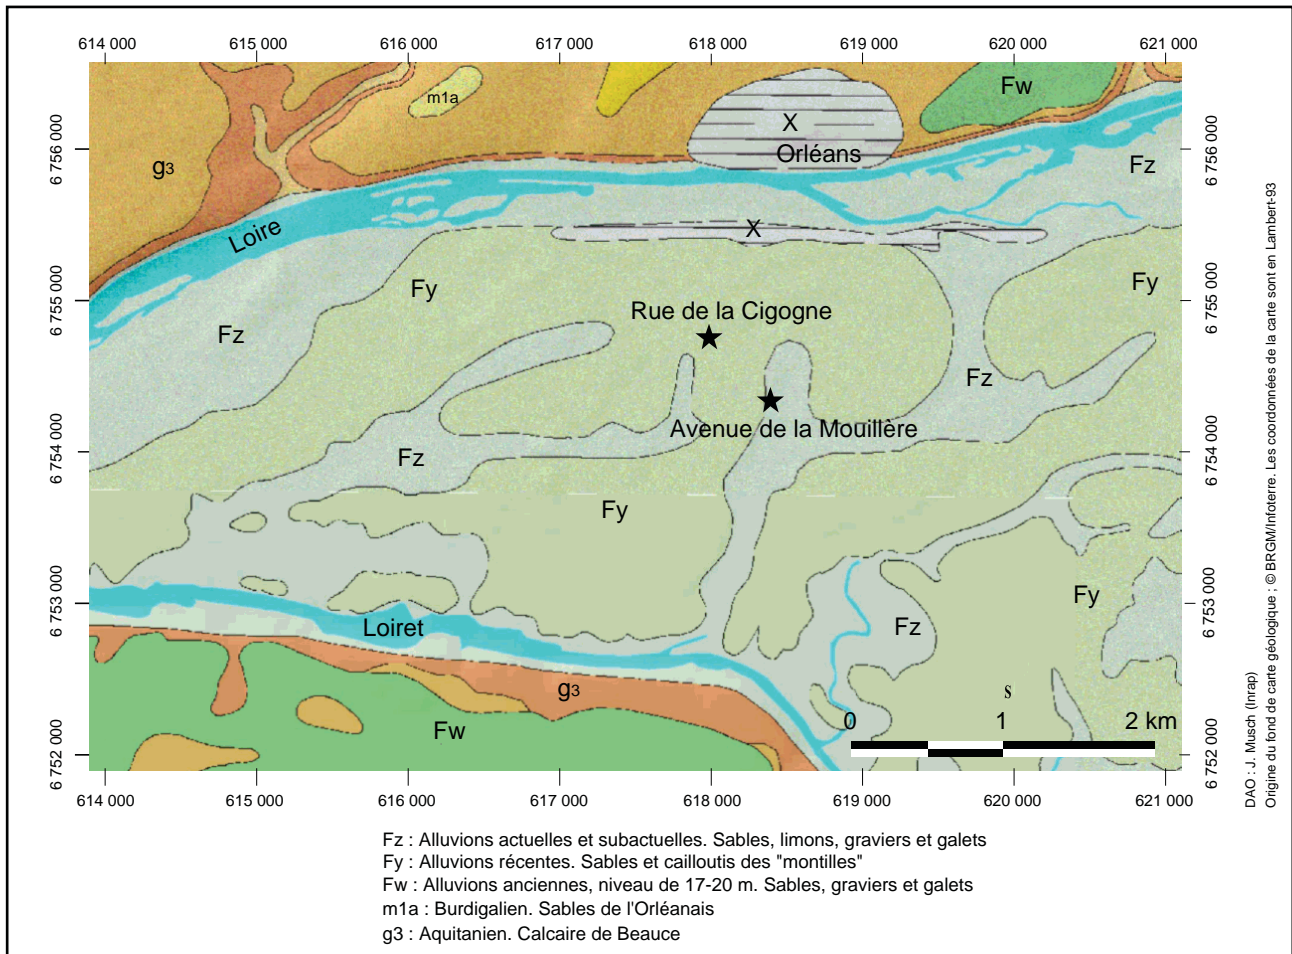 614 000 615 000 616 000 617 000 618 000 619 000 620 000 621 000
m1a
Fw
X
6 756 000
6 756 000
Orléans
g3
Fz
Loire
X
6 755 000
Fy
Fy
6 755 000
Rue de la Cigogne
Fz
Fz
6 754 000
Avenue de la Mouillère
6 754 000
Fz
Fy
6 753 000
Fy
6 753 000
Loiret
Fz
g3
s
0 1 2 km
Fw
6 752 000
6 752 000
614 000 615 000 616 000 617 000 618 000 619 000 620 000 621 000
DAO : J. Musch (Inrap)
Origine du fond de carte géologique : © BRGM/Infoterre. Les coordonnées de la carte sont en Lambert-93
Fz : Alluvions actuelles et subactuelles. Sables, limons, graviers et galets
Fy : Alluvions récentes. Sables et cailloutis des "montilles"
Fw : Alluvions anciennes, niveau de 17-20 m. Sables, graviers et galets
m1a : Burdigalien. Sables de l'Orléanais
g3 : Aquitanien. Calcaire de Beauce